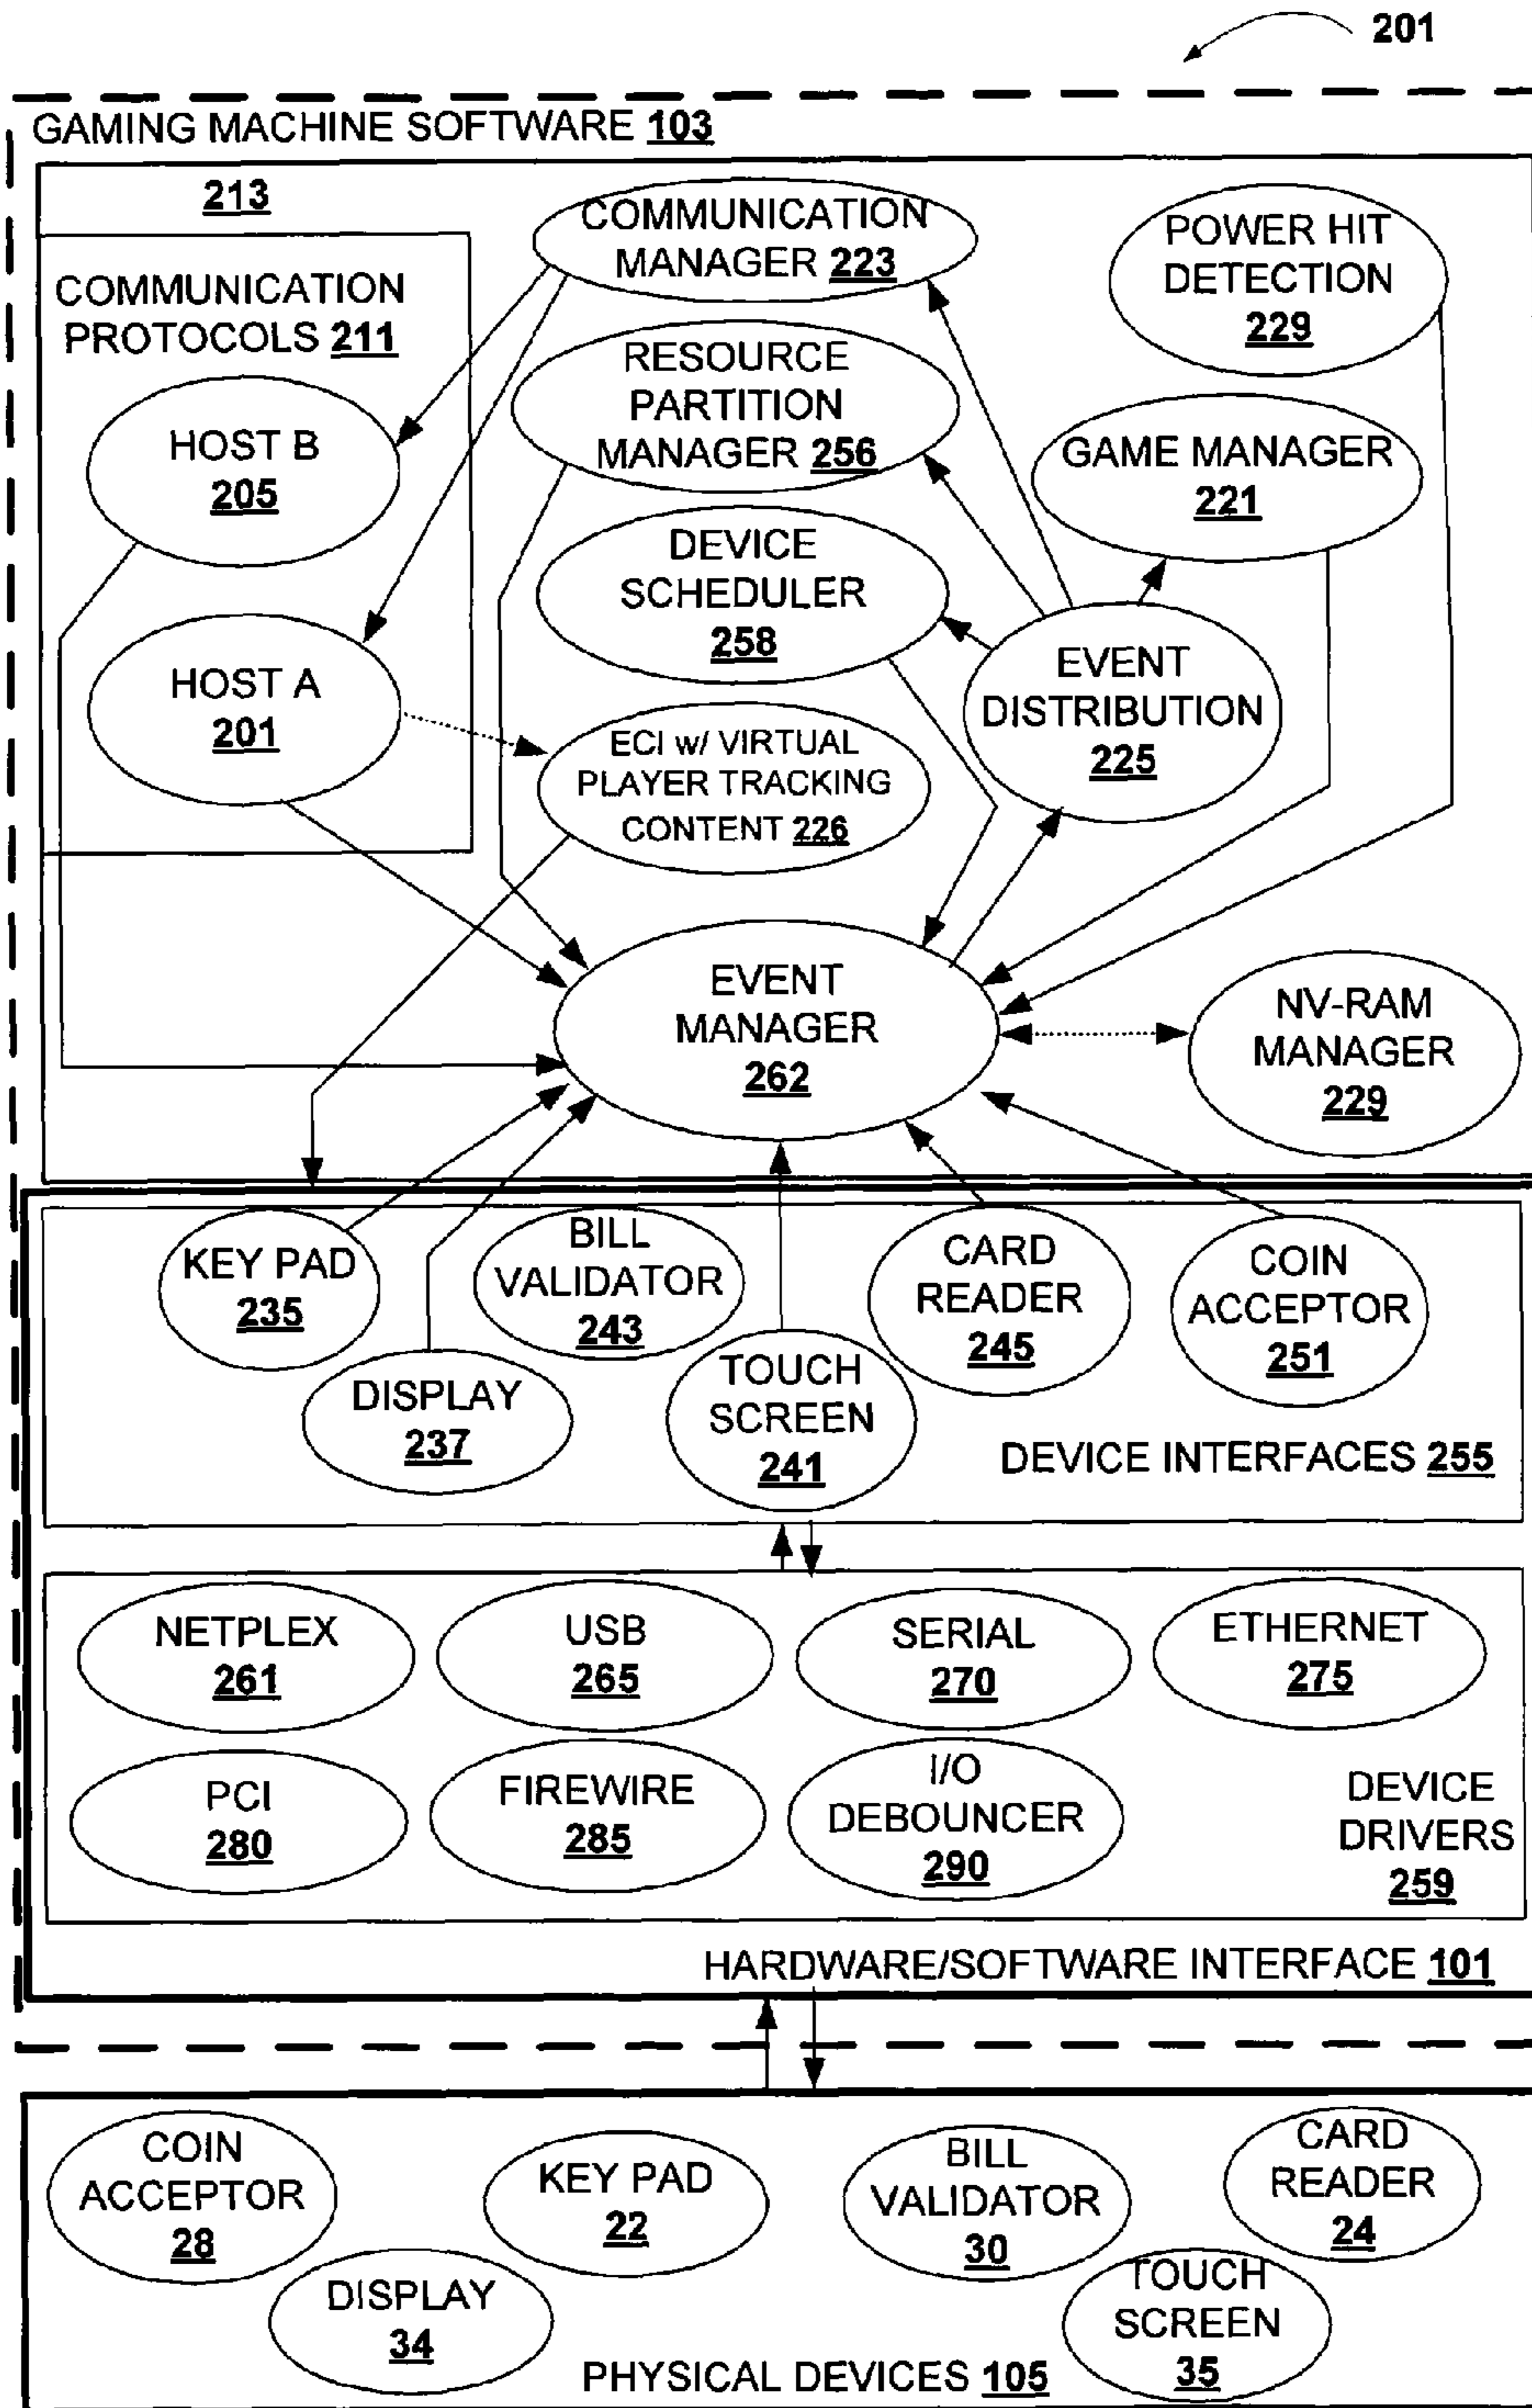 201
GAMING MACHINE SOFTWARE 103
213
COMMUNICATION
MANAGER 223
POWER HIT
DETECTION
229
COMMUNICATION
PROTOCOLS 211
RESOURCE
PARTITION
MANAGER 256
HOST B
205
GAME MANAGER
221
DEVICE
SCHEDULER
258
HOST A
201
EVENT
DISTRIBUTION
225
ECI w/ VIRTUAL
PLAYER TRACKING
CONTENT 226
EVENT
MANAGER
262
NV-RAM
MANAGER
229
KEY PAD
235
BILL
VALIDATOR
243
CARD
READER
245
COIN
ACCEPTOR
251
DISPLAY
237
TOUCH
SCREEN
241
DEVICE INTERFACES 255
NETPLEX
261
USB
265
SERIAL
270
ETHERNET
275
PCI
280
FIREWIRE
285
I/O
DEBOUNCER
290
DEVICE
DRIVERS
259
HARDWARE/SOFTWARE INTERFACE 101
COIN
ACCEPTOR
28
KEY PAD
22
BILL
VALIDATOR
30
CARD
READER
24
DISPLAY
34
TOUCH
SCREEN
35
PHYSICAL DEVICES 105